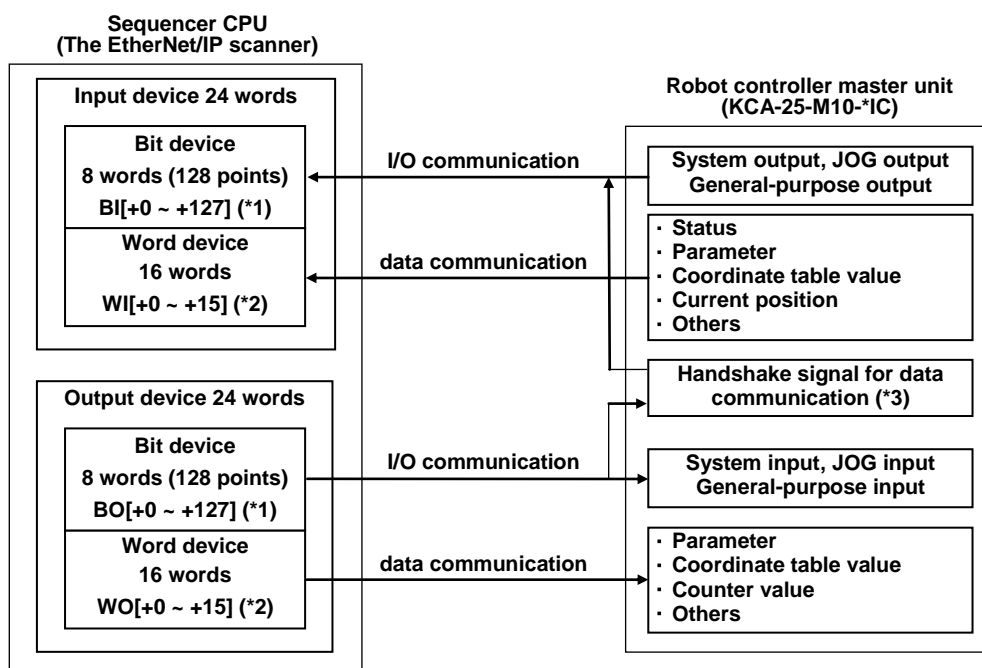 Sequencer CPU
(The EtherNet/IP scanner)
Input device 24 words
Bit device
8 words (128 points)
BI[+0 ~ +127] (*1)
Word device
16 words
WI[+0 ~ +15] (*2)
Output device 24 words
Bit device
8 words (128 points)
BO[+0 ~ +127] (*1)
Word device
16 words
WO[+0 ~ +15] (*2)
I/O communication
data communication
I/O communication
data communication
Robot controller master unit
(KCA-25-M10-*IC)
System output, JOG output
General-purpose output
· Status
· Parameter
· Coordinate table value
· Current position
· Others
Handshake signal for data
communication (*3)
System input, JOG input
General-purpose input
· Parameter
· Coordinate table value
· Counter value
· Others